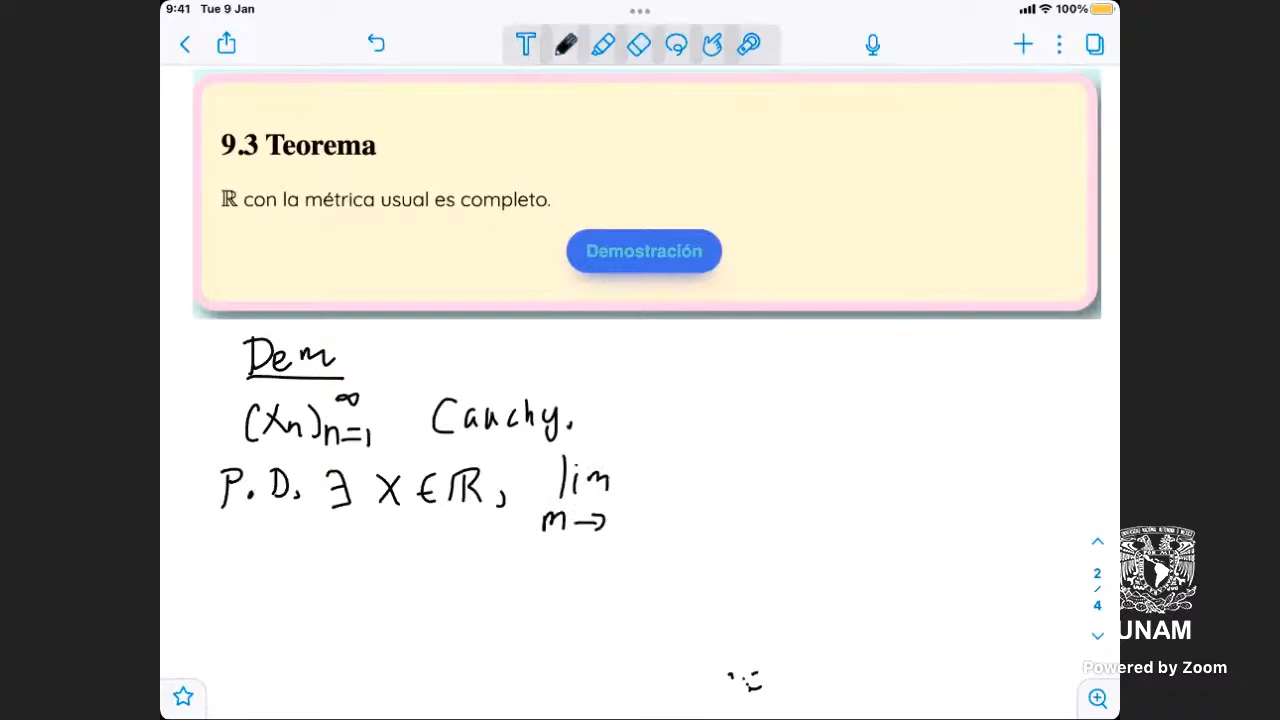 9:41 Tue 9 Jan
100%
9.3 Teorema
ℝ con la métrica usual es completo.
Demostración
Dem
(xₙ)ₙ₌₁^∞ Cauchy.
P.D. ∃ x ∈ ℝ, lim
m →
2
4
UNAM
Powered by Zoom